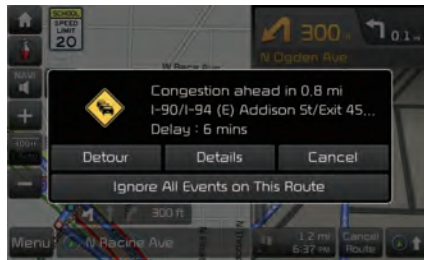 SCHOOL
SPEED
LIMIT
20
300
0.1
N Ogden Ave
NAVI
Congestion ahead in 0.8 mi
I-90/I-94 (E) Addison St/Exit 45...
Delay : 6 mins
Detour
Details
Cancel
Ignore All Events on This Route
300 ft
Menu
N Racine Ave
1.2 mi
6:37 PM
Cancel
Route